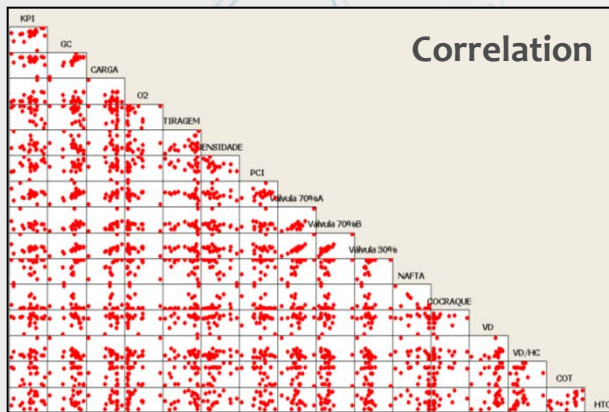 KPI
Correlation
GC
CARGA
O2
TIRAGEM
DENSIDADE
PCI
Válvula 70%A
Válvula 70%B
Válvula 30%
NAFTA
COCRAQUE
VD
VD/HC
COT
HTC